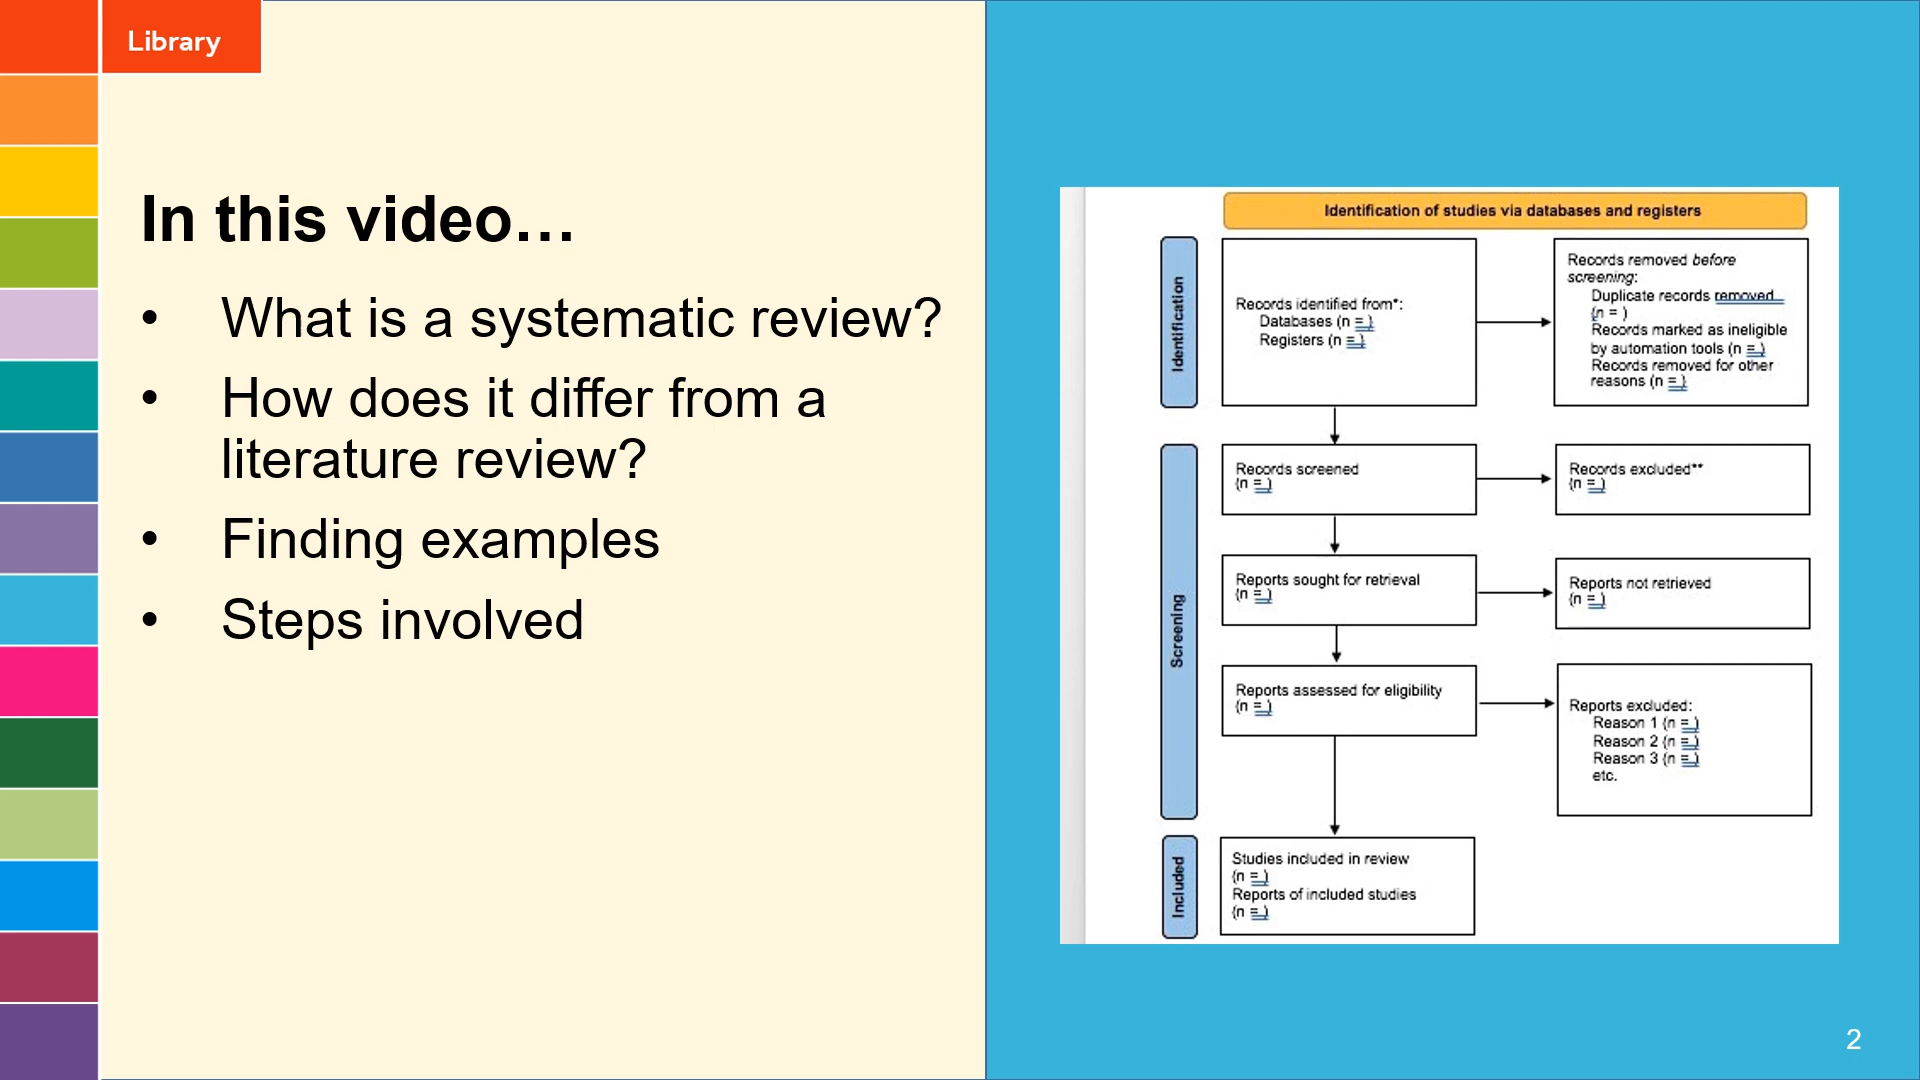 Library
In this video…
• What is a systematic review?
• How does it differ from a
literature review?
• Finding examples
• Steps involved
Identification of studies via databases and registers
Identification
Records identified from*:
Databases (n = )
Registers (n = )
Records removed before
screening:
Duplicate records removed
(n = )
Records marked as ineligible
by automation tools (n = )
Records removed for other
reasons (n = )
Screening
Records screened
(n = )
Records excluded**
(n = )
Reports sought for retrieval
(n = )
Reports not retrieved
(n = )
Reports assessed for eligibility
(n = )
Reports excluded:
Reason 1 (n = )
Reason 2 (n = )
Reason 3 (n = )
etc.
Included
Studies included in review
(n = )
Reports of included studies
(n = )
2